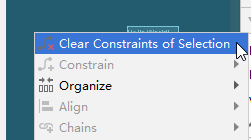 Clear Constraints of Selection
Constrain
Organize
Align
Chains